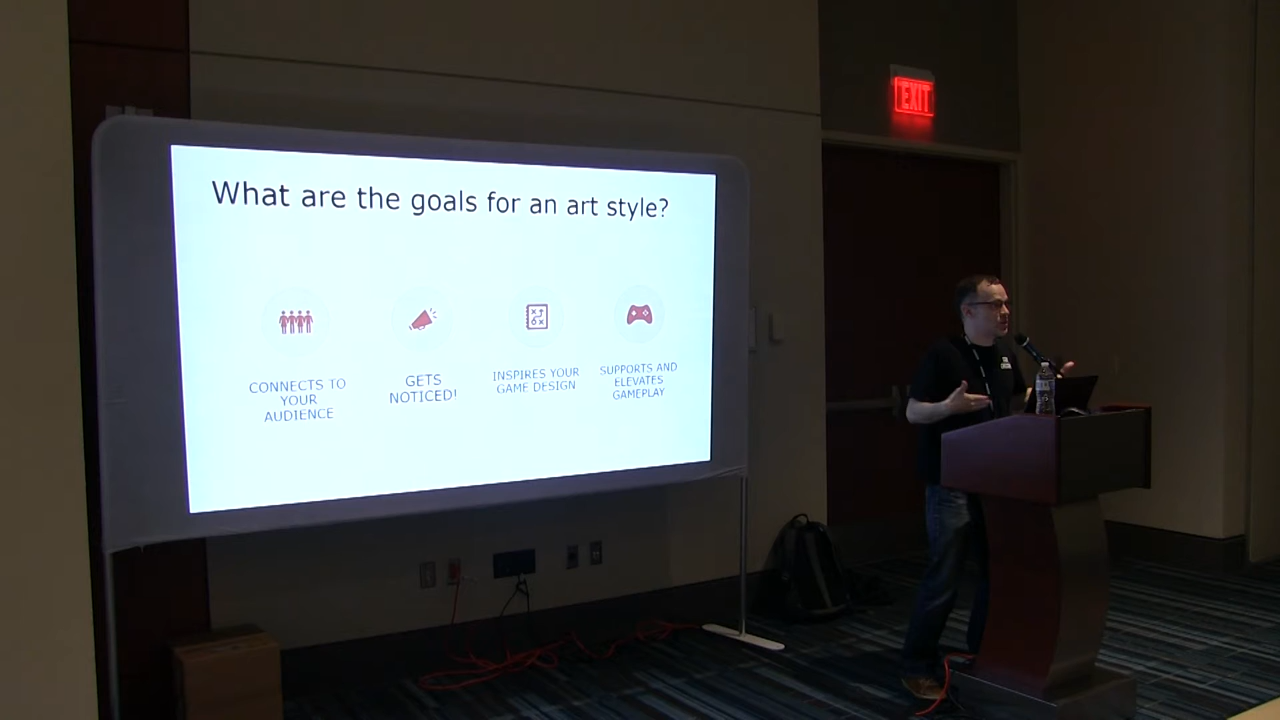 EXIT
What are the goals for an art style?
CONNECTS TO
YOUR
AUDIENCE
GETS
NOTICED!
INSPIRES YOUR
GAME DESIGN
SUPPORTS AND
ELEVATES
GAMEPLAY